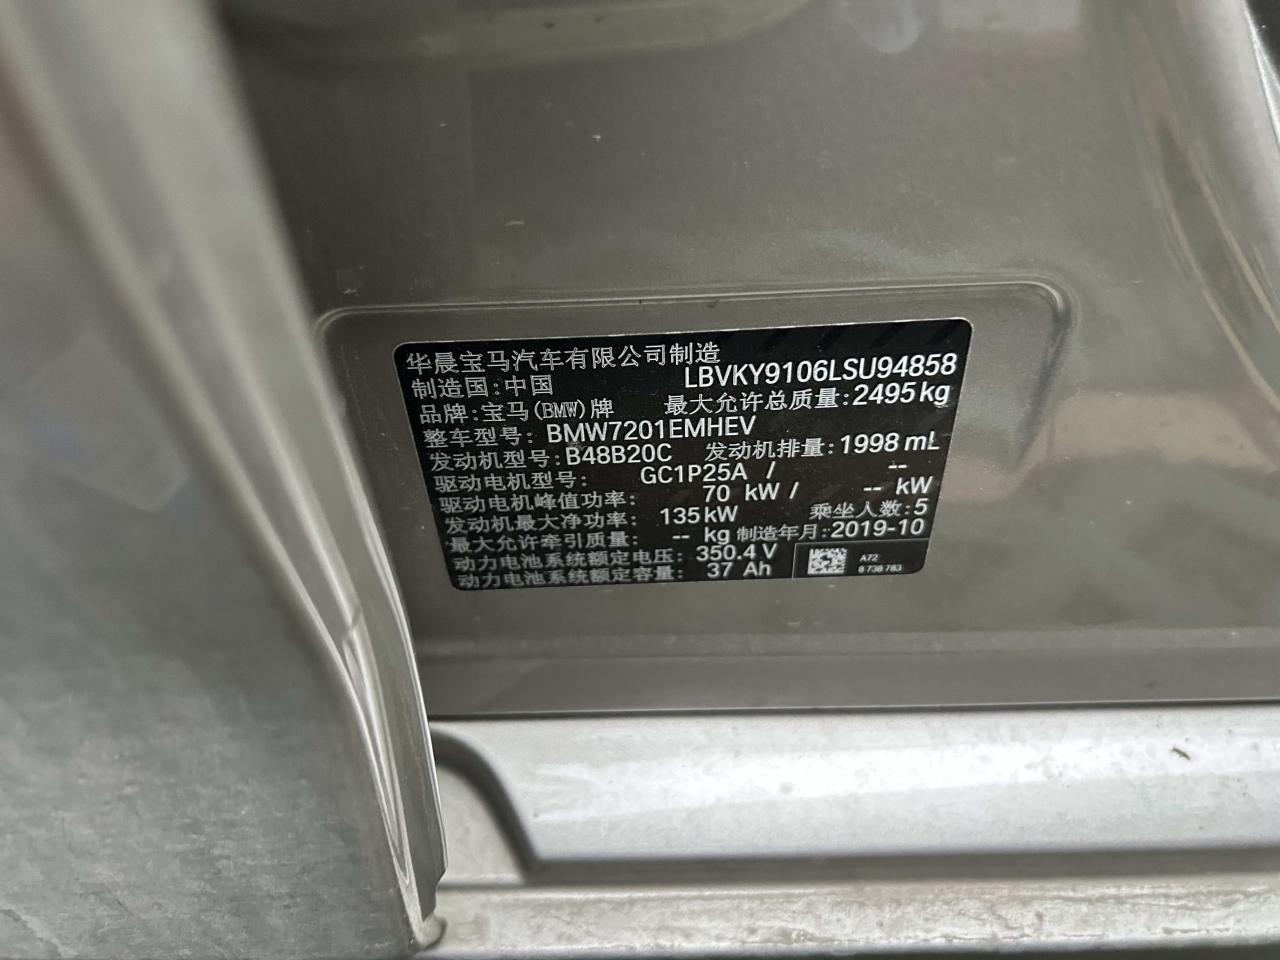 华晨宝马汽车有限公司制造
制造国:中国 LBVKY9106LSU94858
品牌:宝马(BMW)牌 最大允许总质量:2495kg
整车型号: BMW7201EMHEV
发动机型号:B48B20C 发动机排量:1998 mL
驱动电机型号: GC1P25A / --
驱动电机峰值功率: 70 kW / -- kW
发动机最大净功率: 135kW 乘坐人数:5
最大允许牵引质量: -- kg 制造年月:2019-10
动力电池系统额定电压: 350.4 V
动力电池系统额定容量: 37 Ah
A72
8 738 783